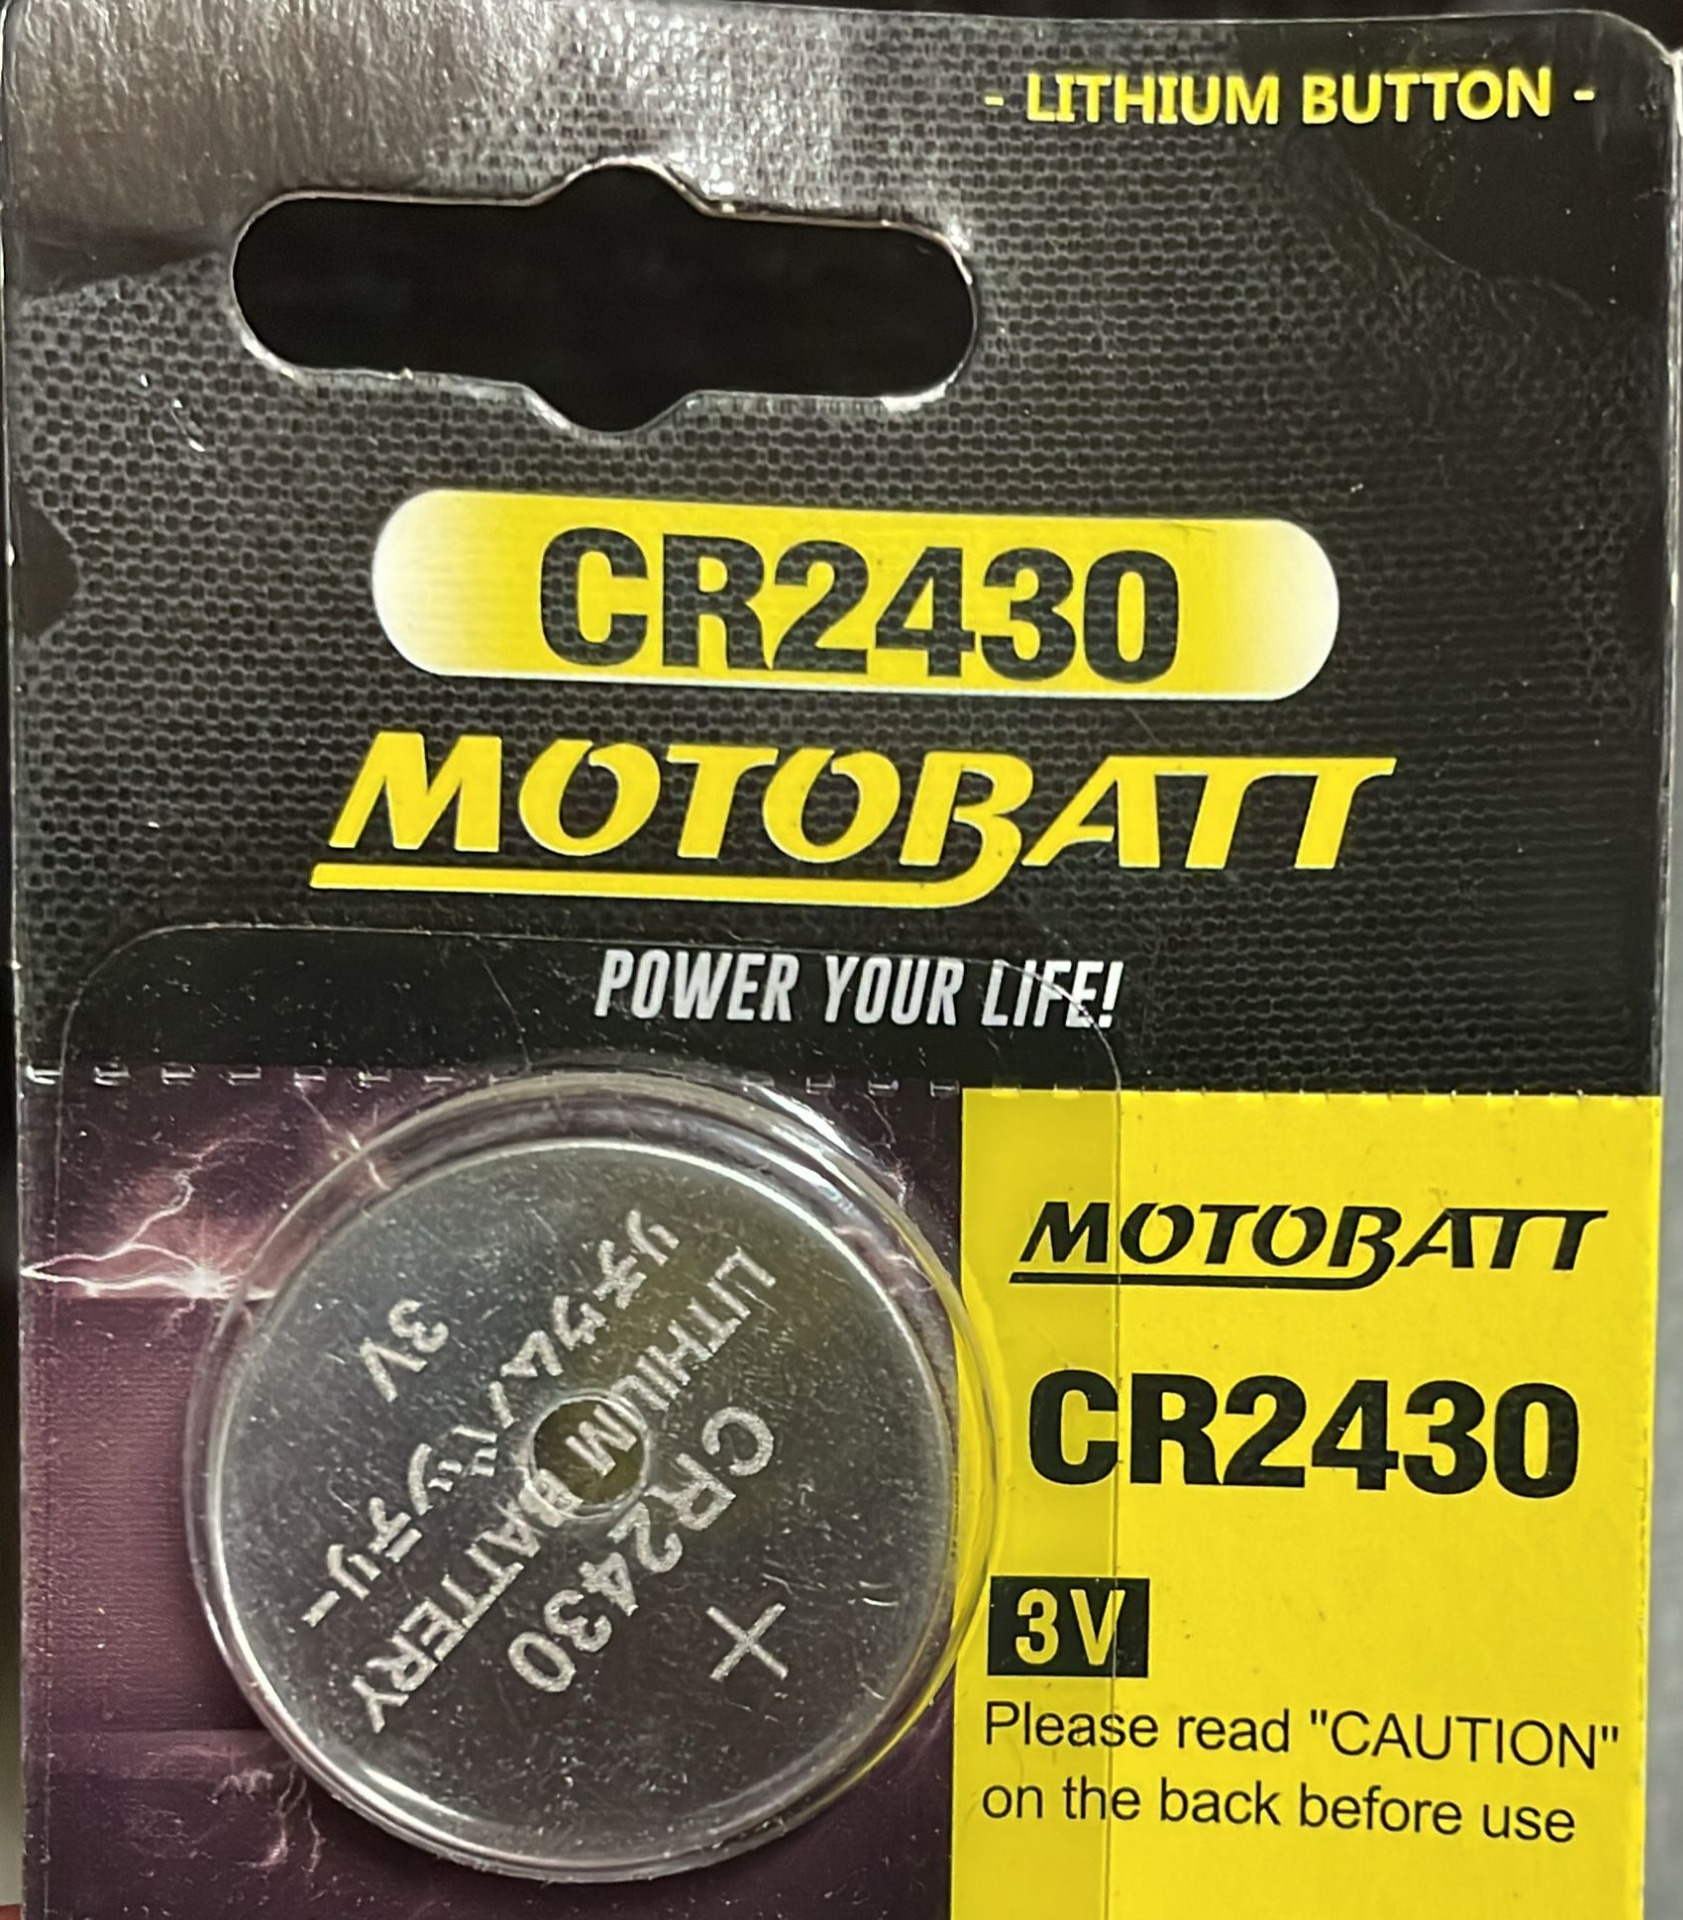 - LITHIUM BUTTON -
CR2430
MOTOBATT
POWER YOUR LIFE!
MOTOBATT
CR2430
3V
Please read "CAUTION"
on the back before use
+
CR2430
LITHIUM BATTERY
リチウムバッテリー
3V